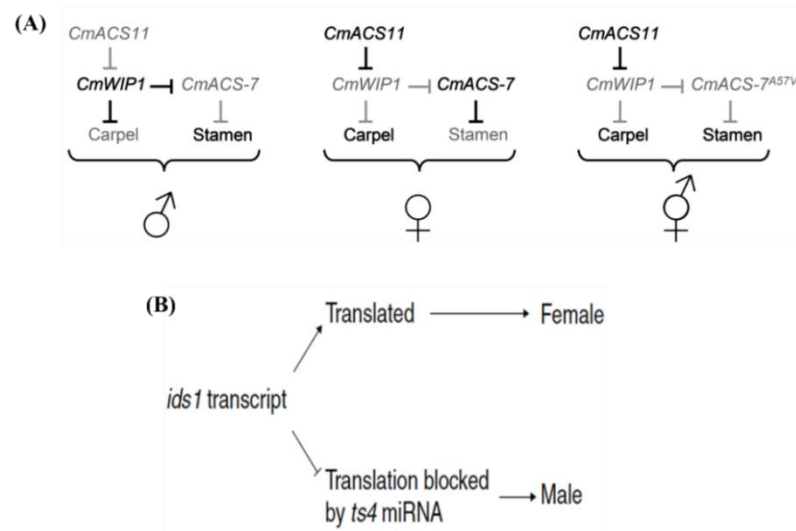 (A)
CmACS11
CmWIP1 CmACS-7
Carpel Stamen
CmACS11
CmWIP1 CmACS-7
Carpel Stamen
CmACS11
CmWIP1 CmACS-7A57V
Carpel Stamen
(B)
Translated Female
ids1 transcript
Translation blocked
by ts4 miRNA Male